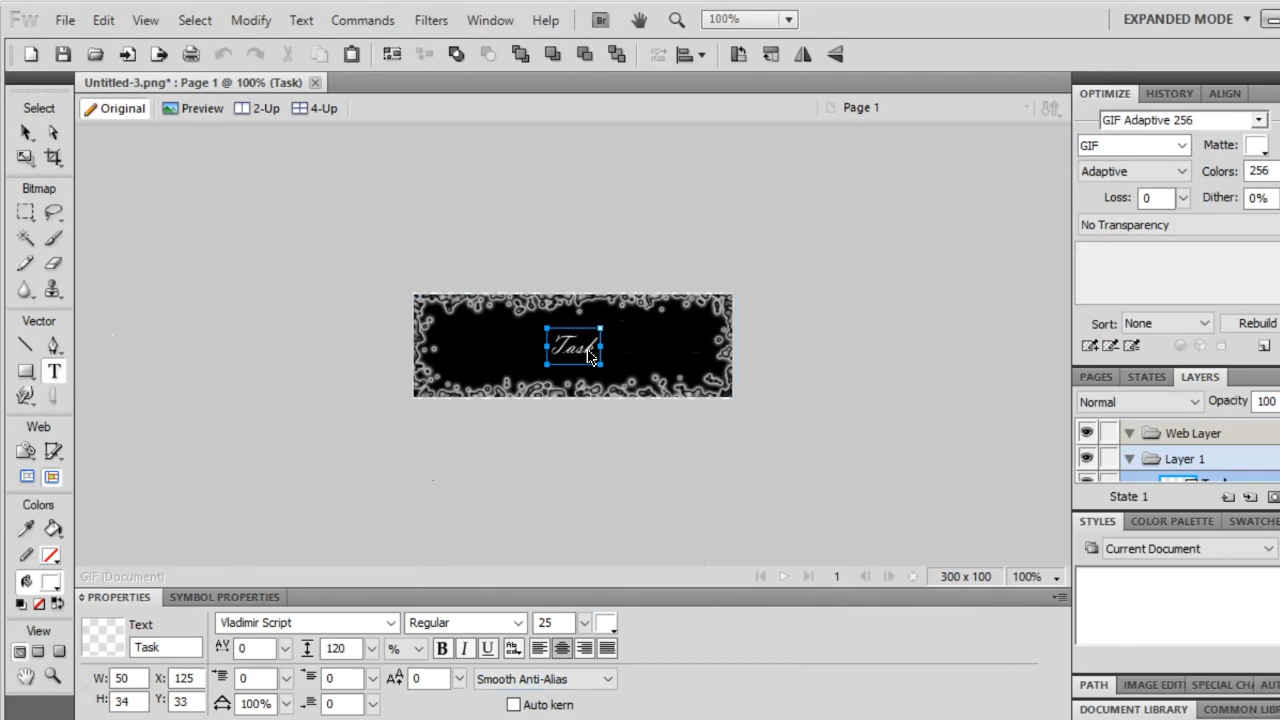 Fw File Edit View Select Modify Text Commands Filters Window Help Br 100% EXPANDED MODE
Untitled-3.png* : Page 1 @ 100% (Task)
Original Preview 2-Up 4-Up Page 1
Select
Bitmap
Vector
T
Web
Colors
View
Task
GIF (Document) 1 300 x 100 100%
PROPERTIES SYMBOL PROPERTIES
Text Vladimir Script Regular 25
Task 0 120 % B I U
W: 50 X: 125 0 0 0 Smooth Anti-Alias
H: 34 Y: 33 100% 0 Auto kern
OPTIMIZE HISTORY ALIGN
GIF Adaptive 256
GIF Matte:
Adaptive Colors: 256
Loss: 0 Dither: 0%
No Transparency
Sort: None Rebuild
PAGES STATES LAYERS
Normal Opacity 100
Web Layer
Layer 1
State 1
STYLES COLOR PALETTE SWATCHE
Current Document
PATH IMAGE EDIT SPECIAL CHA AUT
DOCUMENT LIBRARY COMMON LIB